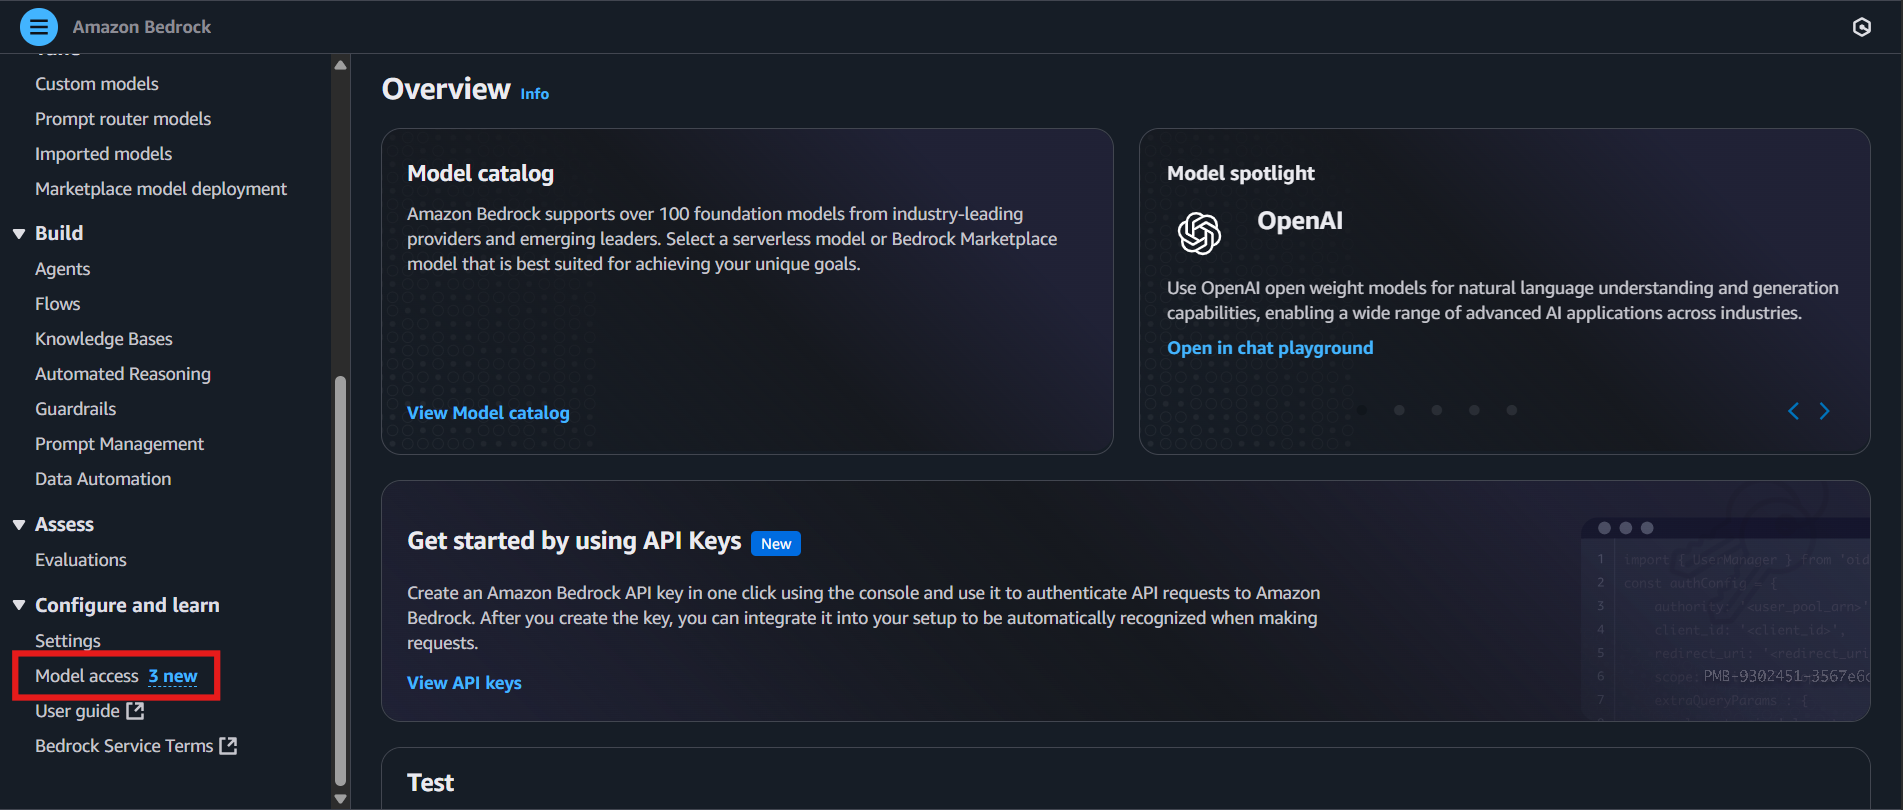 Amazon Bedrock
Custom models
Prompt router models
Imported models
Marketplace model deployment
Build
Agents
Flows
Knowledge Bases
Automated Reasoning
Guardrails
Prompt Management
Data Automation
Assess
Evaluations
Configure and learn
Settings
Model access 3 new
User guide
Bedrock Service Terms
Overview Info
Model catalog
Amazon Bedrock supports over 100 foundation models from industry-leading
providers and emerging leaders. Select a serverless model or Bedrock Marketplace
model that is best suited for achieving your unique goals.
View Model catalog
Model spotlight
OpenAI
Use OpenAI open weight models for natural language understanding and generation
capabilities, enabling a wide range of advanced AI applications across industries.
Open in chat playground
Get started by using API Keys New
Create an Amazon Bedrock API key in one click using the console and use it to authenticate API requests to Amazon
Bedrock. After you create the key, you can integrate it into your setup to be automatically recognized when making
requests.
View API keys
1 import { UserManager } from 'oid
2 const authConfig = {
3 authority: '<user_pool_arn>'
4 client_id: '<client_id>',
5 redirect_uri: '<redirect_uri
6 scope: PMB-9302451-3567e6
7 extraQueryParams : {
Test